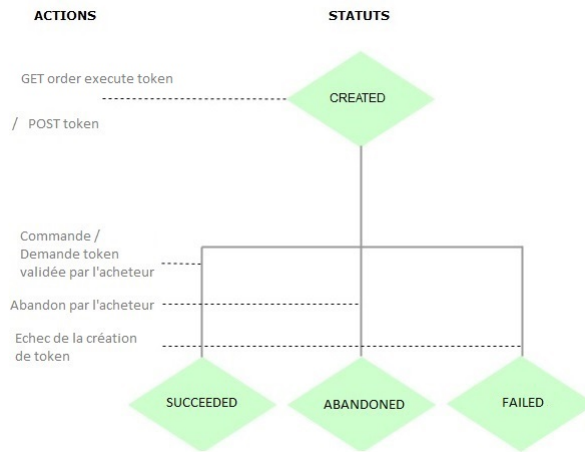 ACTIONS
STATUTS
GET order execute token
CREATED
/ POST token
Commande /
Demande token
validée par l'acheteur
Abandon par l'acheteur
Echec de la création
de token
SUCCEEDED
ABANDONED
FAILED